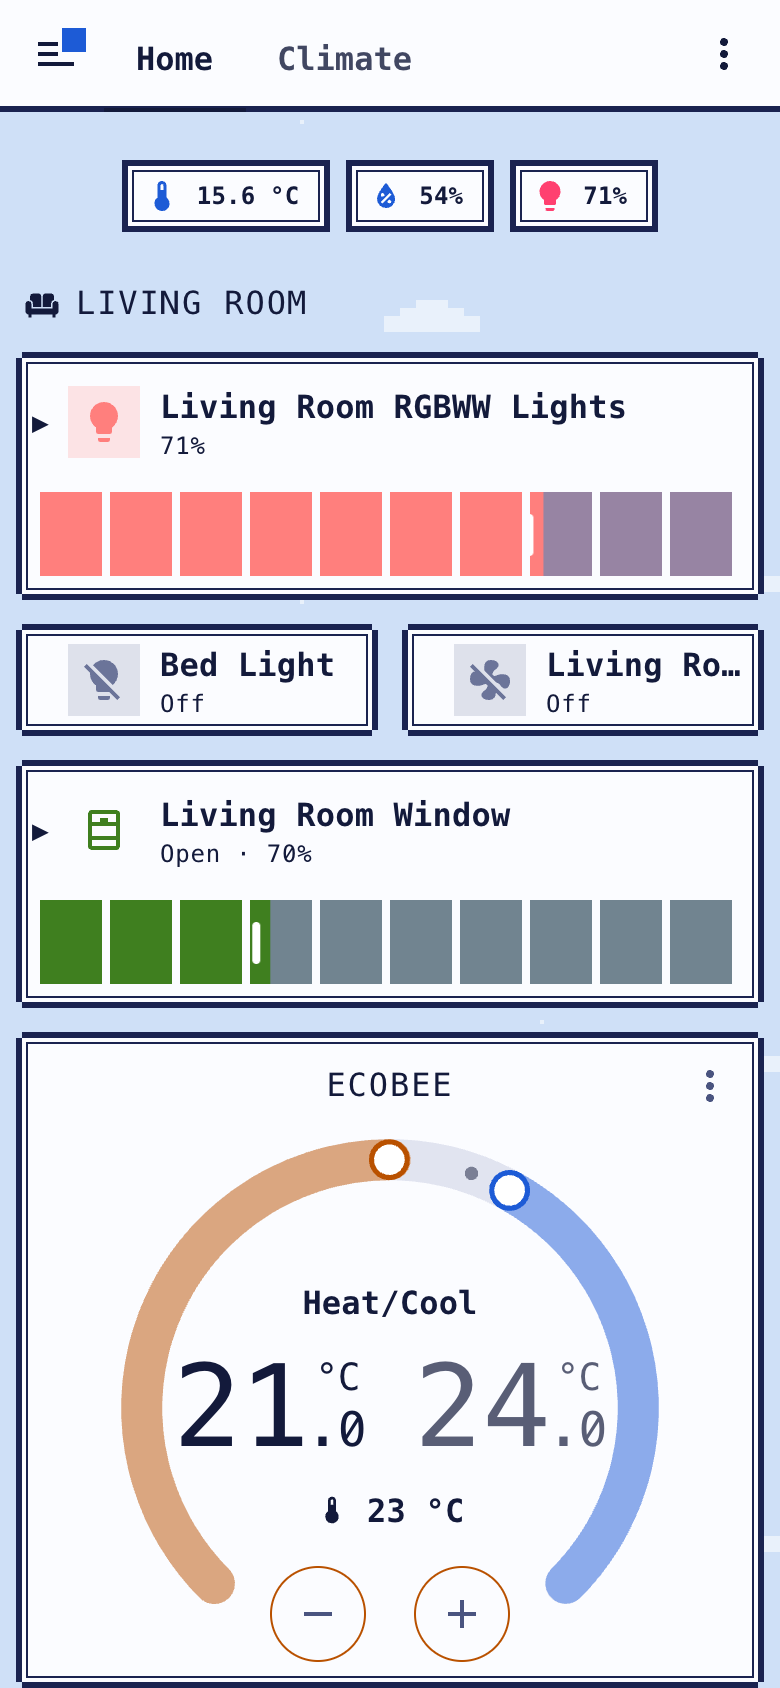 Home Climate
15.6 °C 54% 71%
LIVING ROOM
Living Room RGBWW Lights
71%
Bed Light
Off
Living Ro…
Off
Living Room Window
Open · 70%
ECOBEE
Heat/Cool
21.0 °C 24.0 °C
23 °C